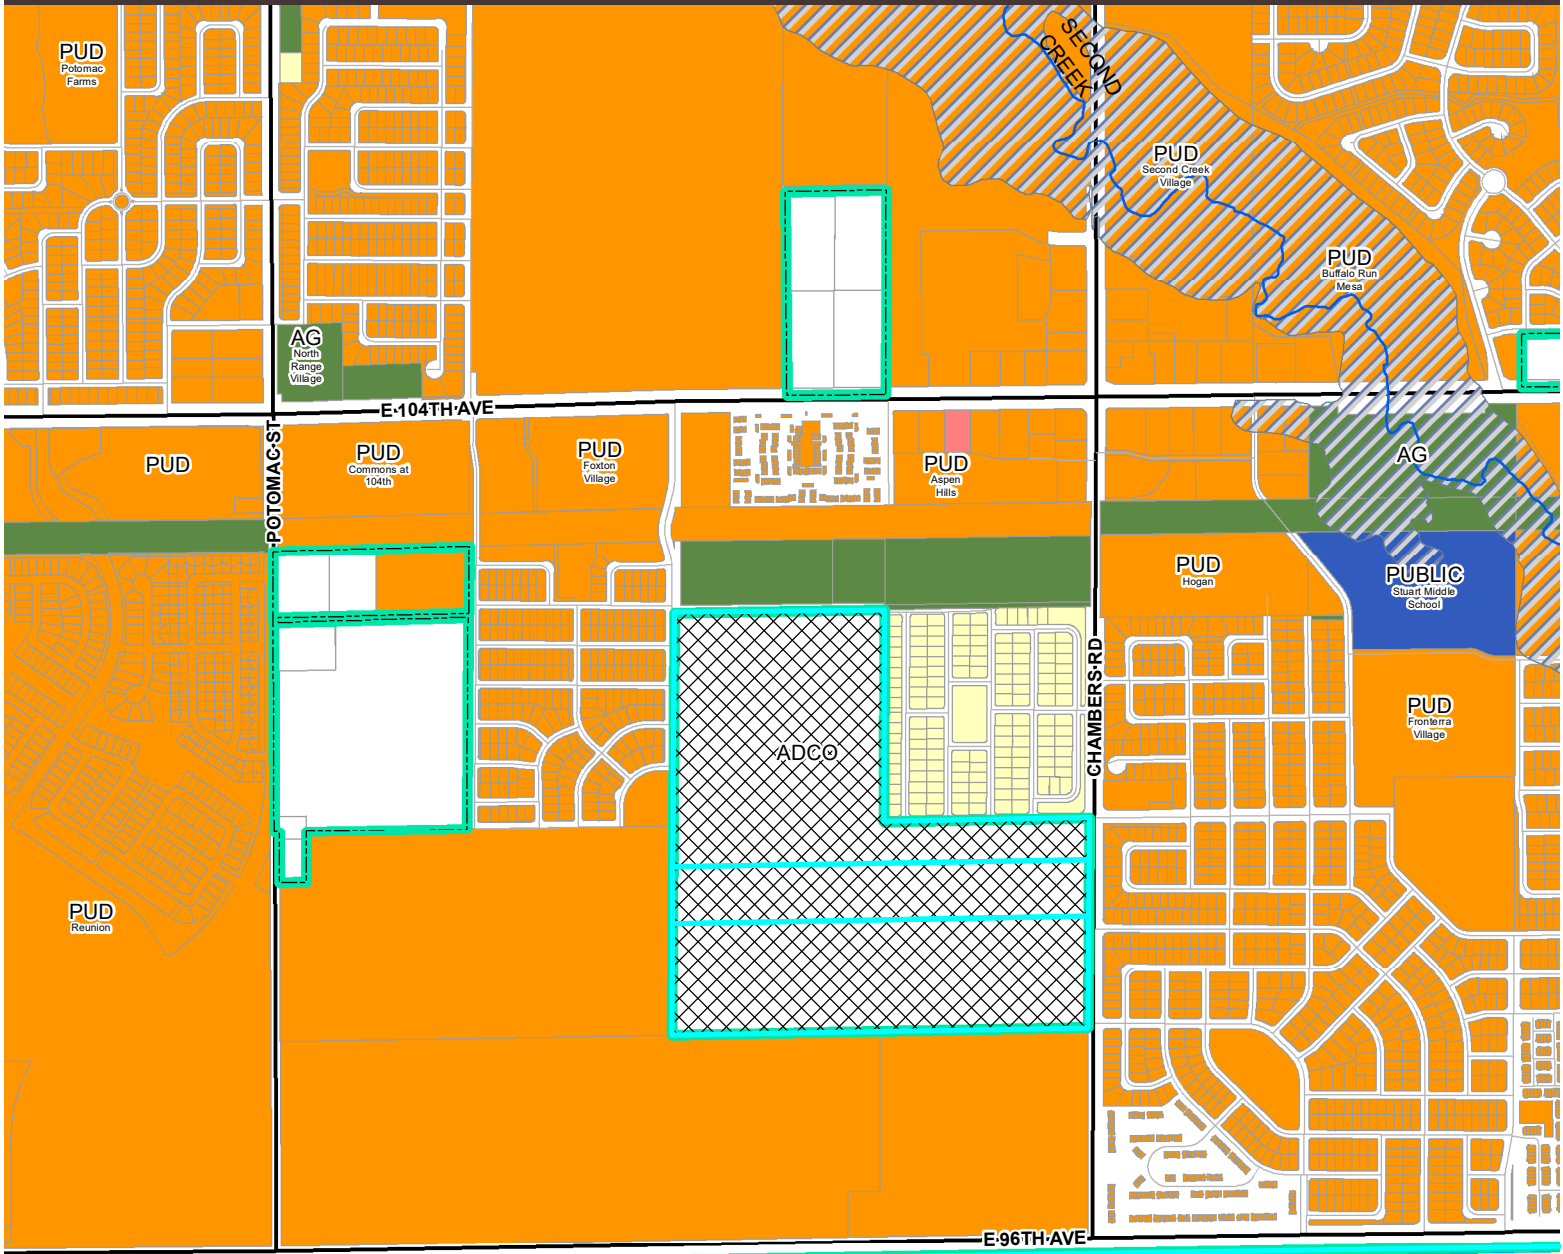 PUD
Potomac
Farms
SECOND
CREEK
PUD
Second Creek
Village
PUD
Buffalo Run
Mesa
AG
North
Range
Village
E 104TH AVE
POTOMAC ST
PUD
PUD
Commons at
104th
PUD
Foxton
Village
PUD
Aspen
Hills
AG
PUD
Hogan
PUBLIC
Stuart Middle
School
CHAMBERS RD
ADCO
PUD
Fronterra
Village
PUD
Reunion
E 96TH AVE